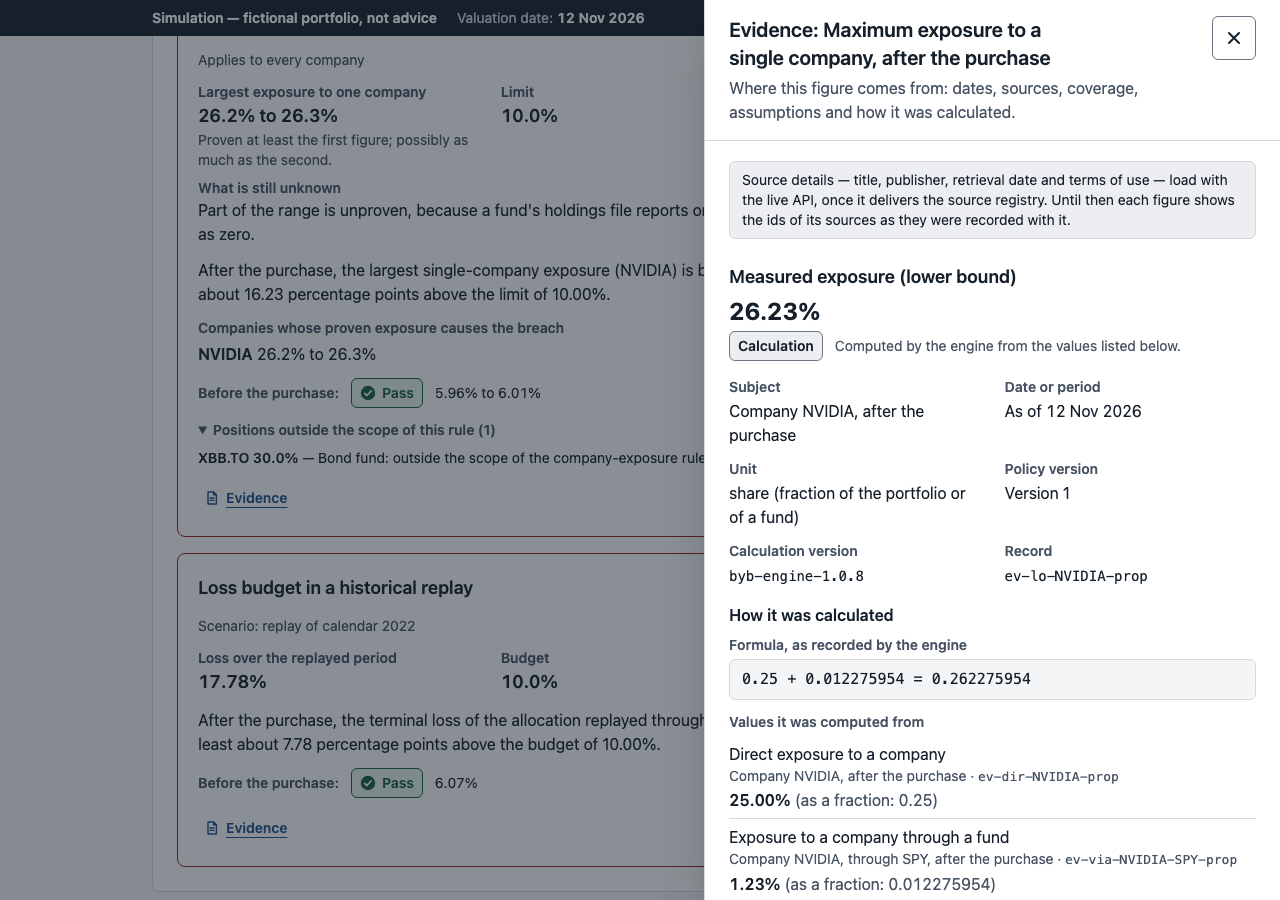 Simulation — fictional portfolio, not advice Valuation date: 12 Nov 2026
Applies to every company
Largest exposure to one company Limit
26.2% to 26.3% 10.0%
Proven at least the first figure; possibly as
much as the second.
What is still unknown
Part of the range is unproven, because a fund's holdings file reports
as zero.
After the purchase, the largest single-company exposure (NVIDIA) is
about 16.23 percentage points above the limit of 10.00%.
Companies whose proven exposure causes the breach
NVIDIA 26.2% to 26.3%
Before the purchase: Pass 5.96% to 6.01%
Positions outside the scope of this rule (1)
XBB.TO 30.0% — Bond fund: outside the scope of the company-exposure rule
Evidence
Loss budget in a historical replay
Scenario: replay of calendar 2022
Loss over the replayed period Budget
17.78% 10.0%
After the purchase, the terminal loss of the allocation replayed
least about 7.78 percentage points above the budget of 10.00%.
Before the purchase: Pass 6.07%
Evidence
Evidence: Maximum exposure to a
single company, after the purchase
Where this figure comes from: dates, sources, coverage,
assumptions and how it was calculated.
Source details — title, publisher, retrieval date and terms of use — load with
the live API, once it delivers the source registry. Until then each figure shows
the ids of its sources as they were recorded with it.
Measured exposure (lower bound)
26.23%
Calculation Computed by the engine from the values listed below.
Subject Date or period
Company NVIDIA, after the As of 12 Nov 2026
purchase
Unit Policy version
share (fraction of the portfolio or Version 1
of a fund)
Calculation version Record
byb-engine-1.0.8 ev-lo-NVIDIA-prop
How it was calculated
Formula, as recorded by the engine
0.25 + 0.012275954 = 0.262275954
Values it was computed from
Direct exposure to a company
Company NVIDIA, after the purchase · ev-dir-NVIDIA-prop
25.00% (as a fraction: 0.25)
Exposure to a company through a fund
Company NVIDIA, through SPY, after the purchase · ev-via-NVIDIA-SPY-prop
1.23% (as a fraction: 0.012275954)